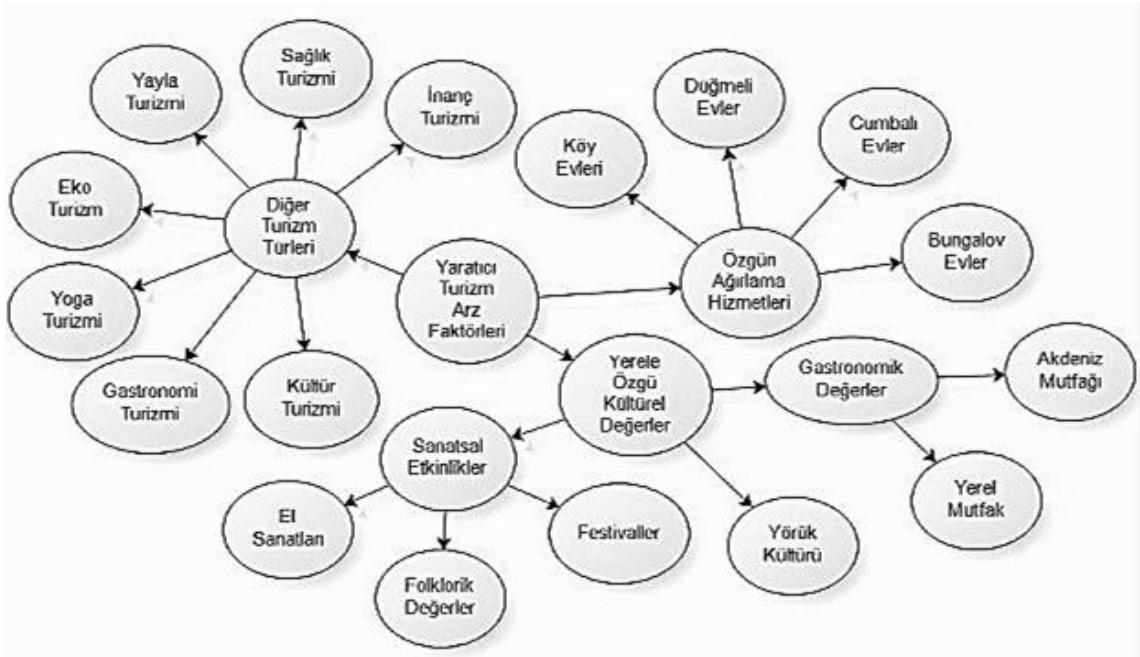 Sağlık
Turizmi
Yayla
Turizmi
İnanç
Turizmi
Eko
Turizm
Diğer
Turizm
Türleri
Yoga
Turizmi
Gastronomi
Turizmi
Kültür
Turizmi
Yaratıcı
Turizm
Arz
Faktörleri
Düğmeli
Evler
Köy
Evleri
Cumbalı
Evler
Özgün
Ağırlama
Hizmetleri
Bungalov
Evler
Yerele
Özgü
Kültürel
Değerler
Gastronomik
Değerler
Akdeniz
Mutfağı
Yerel
Mutfak
Yörük
Kültürü
Sanatsal
Etkinlikler
El
Sanatları
Folklorik
Değerler
Festivaller